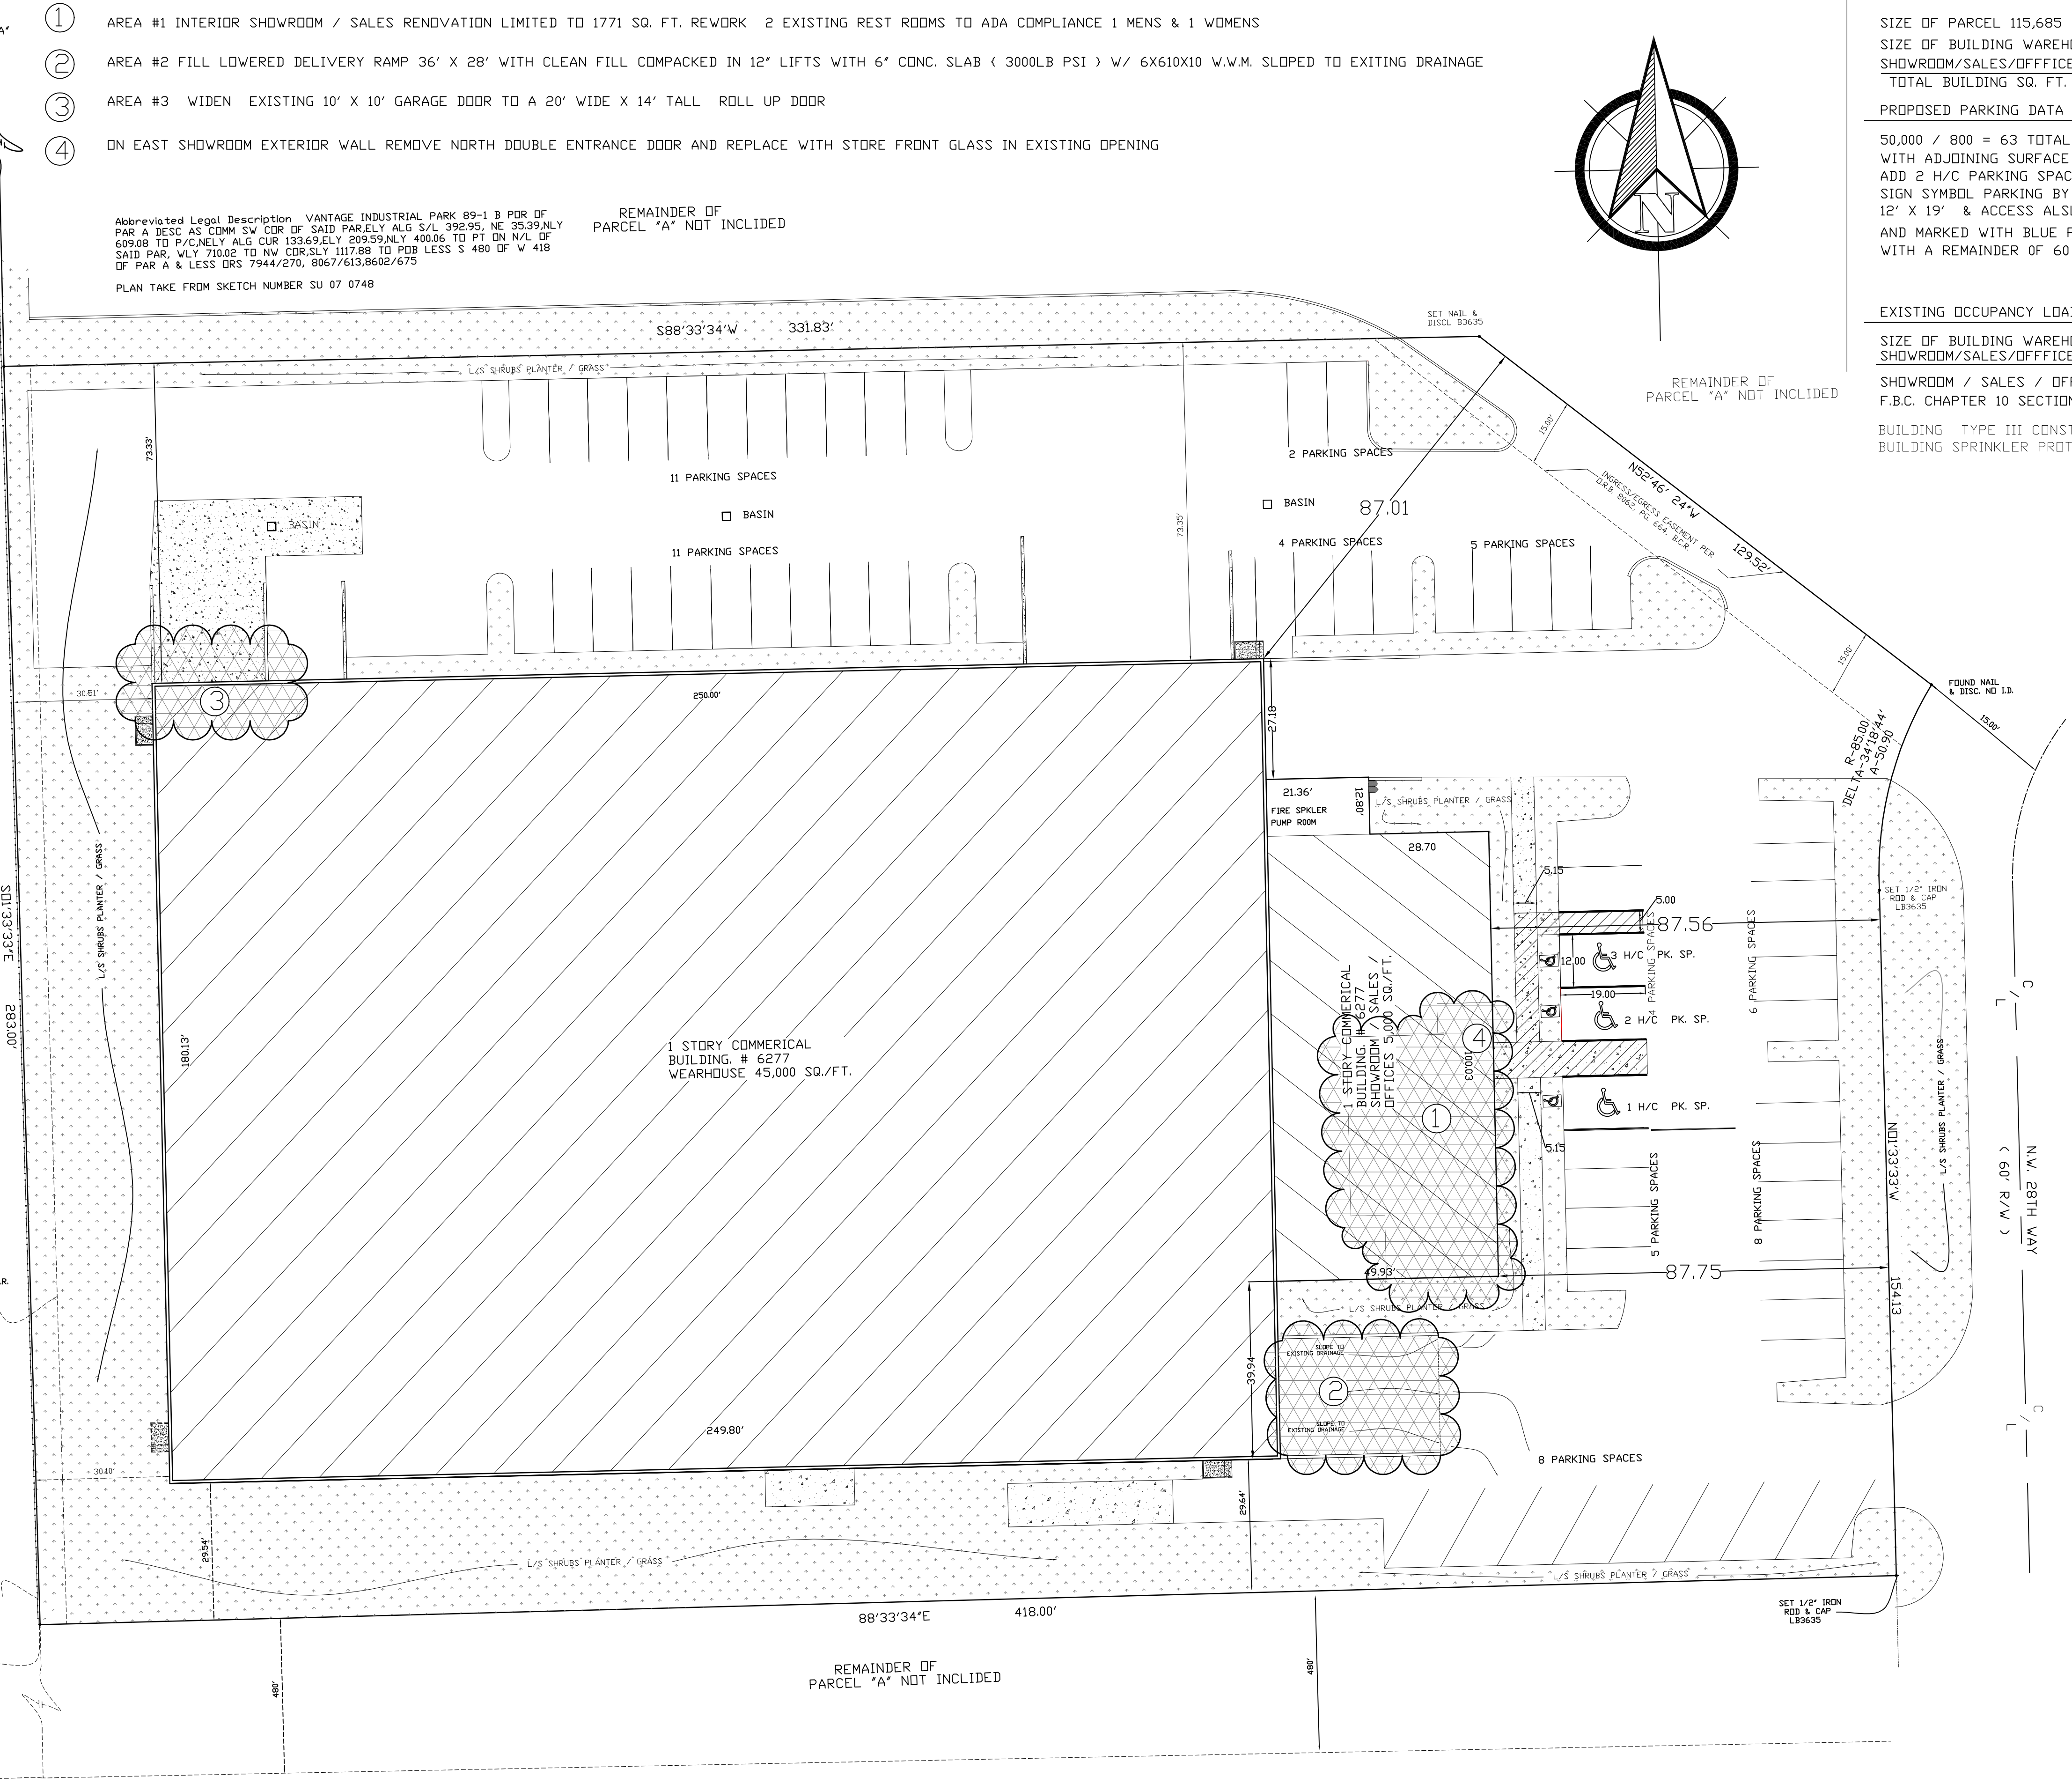 1 AREA #1 INTERIOR SHOWROOM / SALES RENOVATION LIMITED TO 1771 SQ. FT. REWORK 2 EXISTING REST ROOMS TO ADA COMPLIANCE 1 MENS & 1 WOMENS
2 AREA #2 FILL LOWERED DELIVERY RAMP 36' X 28' WITH CLEAN FILL COMPACKED IN 12" LIFTS WITH 6" CONC. SLAB ( 3000LB PSI ) W/ 6X610X10 W.W.M. SLOPED TO EXITING DRAINAGE
3 AREA #3 WIDEN EXISTING 10' X 10' GARAGE DOOR TO A 20' WIDE X 14' TALL ROLL UP DOOR
4 ON EAST SHOWROOM EXTERIOR WALL REMOVE NORTH DOUBLE ENTRANCE DOOR AND REPLACE WITH STORE FRONT GLASS IN EXISTING OPENING
Abbreviated Legal Description VANTAGE INDUSTRIAL PARK 89-1 B POR OF
PAR A DESC AS COMM SW COR OF SAID PAR,ELY ALG S/L 392.95, NE 35.39,NLY
609.08 TO P/C,NELY ALG CUR 133.69,ELY 209.59,NLY 400.06 TO PT ON N/L OF
SAID PAR, WLY 710.02 TO NW COR,SLY 1117.88 TO POB LESS S 480 OF W 418
OF PAR A & LESS ORS 7944/270, 8067/613,8602/675
PLAN TAKE FROM SKETCH NUMBER SU 07 0748
REMAINDER OF
PARCEL "A" NOT INCLUDED
N
SIZE OF PARCEL 115,685
SIZE OF BUILDING WAREH
SHOWROOM/SALES/OFFFICE
TOTAL BUILDING SQ. FT.
PROPOSED PARKING DATA
50,000 / 800 = 63 TOTAL
WITH ADJOINING SURFACE
ADD 2 H/C PARKING SPAC
SIGN SYMBOL PARKING BY
12' X 19' & ACCESS ALS
AND MARKED WITH BLUE
WITH A REMAINDER OF 60
EXISTING OCCUPANCY LOA
SIZE OF BUILDING WAREH
SHOWROOM/SALES/OFFFICE
SHOWROOM / SALES / OF
F.B.C. CHAPTER 10 SECTION
BUILDING TYPE III CONST
BUILDING SPRINKLER PROT
S88'33'34"W 331.83'
SET NAIL &
DISCL B3635
L/S SHRUBS PLANTER / GRASS
REMAINDER OF
PARCEL "A" NOT INCLUDED
73.33'
11 PARKING SPACES
BASIN
BASIN
11 PARKING SPACES
73.35'
2 PARKING SPACES
BASIN
87.01
4 PARKING SPACES
5 PARKING SPACES
15.00'
N52'46' 24"W
129.52'
INGRESS/EGRESS EASEMENT PER
O.R.B. 8062, PG. 664, B.C.R.
15.00'
FOUND NAIL
& DISC. NO I.D.
15.00'
R-85.00
DELTA-34'18'44'
A-50.90
30.51'
3
250.00'
27.18
21.36'
12.80'
FIRE SPKLER
PUMP ROOM
L/S SHRUBS PLANTER / GRASS
28.70
5.15
5.00
87.56
SET 1/2" IRON
ROD & CAP
LB3635
4 PARKING SPACES
6 PARKING SPACES
12.00
3 H/C PK. SP.
19.00
2 H/C PK. SP.
1 H/C PK. SP.
5.15
S01'33'33"E 283.00'
L/S SHRUBS PLANTER / GRASS
180.13'
1 STORY COMMERICAL
BUILDING. # 6277
WEARHOUSE 45,000 SQ./FT.
1 STORY COMMERICAL
BUILDING. # 6277
SHOWROOM / SALES /
OFFICES 5,000 SQ./FT.
4
100.03
1
5 PARKING SPACES
8 PARKING SPACES
N01'33'33'W
154.13
L/S SHRUBS PLANTER / GRASS
C/L
N.W. 28TH WAY
( 60' R/W )
C/L
49.93'
87.75
L/S SHRUBS PLANTER / GRASS
39.94
SLOPE TO
EXISTING DRAINAGE
2
SLOPE TO
EXISTING DRAINAGE
8 PARKING SPACES
249.80'
30.10'
29.54'
29.64'
L/S SHRUBS PLANTER / GRASS
L/S SHRUBS PLANTER / GRASS
SET 1/2" IRON
ROD & CAP
LB3635
88'33'34"E 418.00'
480'
480'
REMAINDER OF
PARCEL "A" NOT INCLUDED